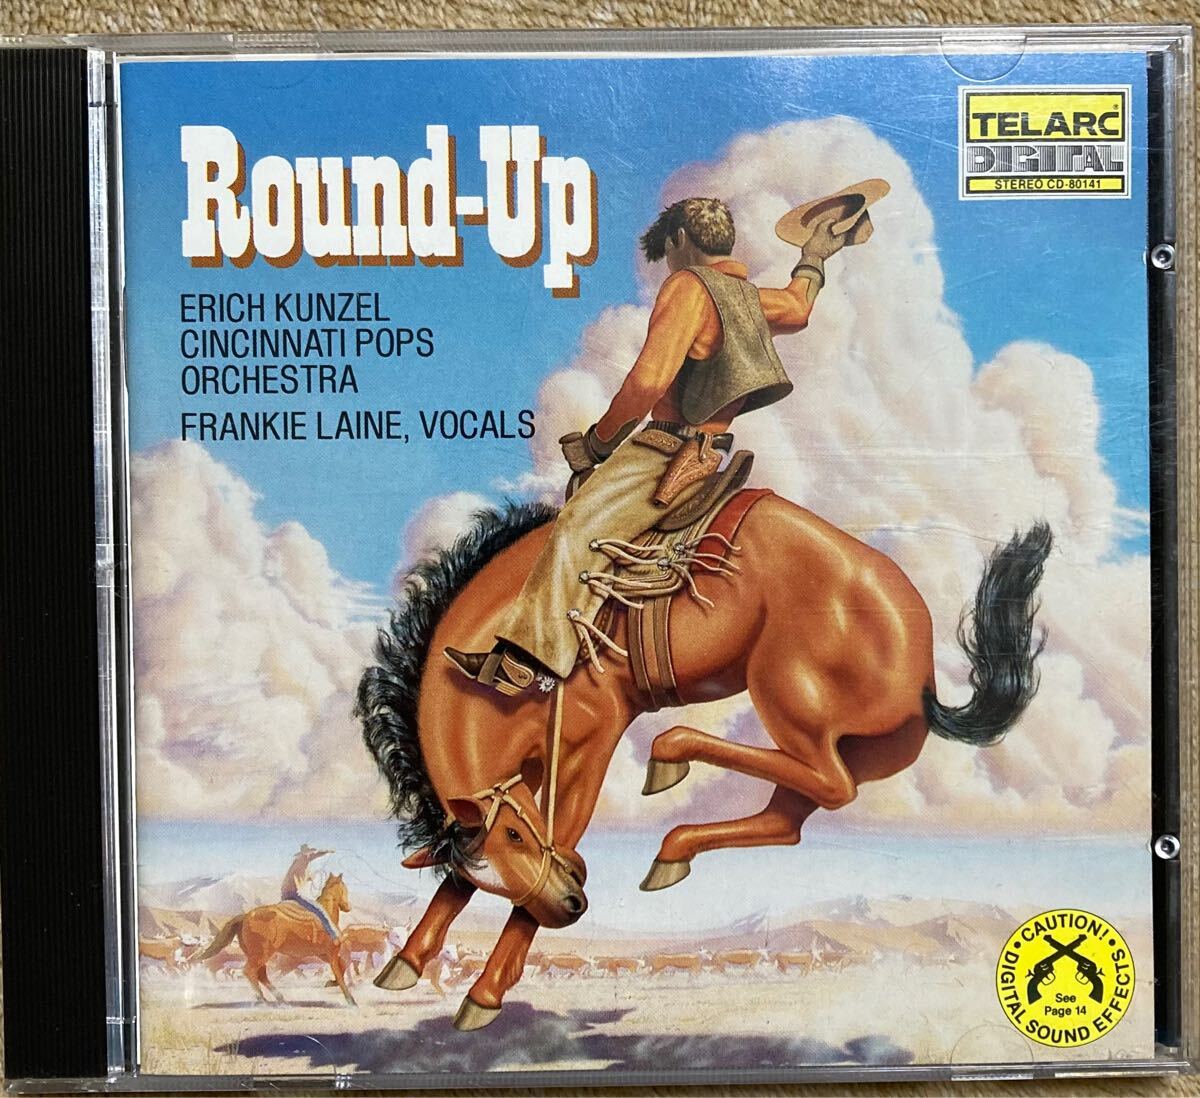 Round-Up
ERICH KUNZEL
CINCINNATI POPS
ORCHESTRA
FRANKIE LAINE, VOCALS
TELARC®
DIGITAL
STEREO CD-80141
• CAUTION! •
DIGITAL SOUND EFFECTS
See
Page 14